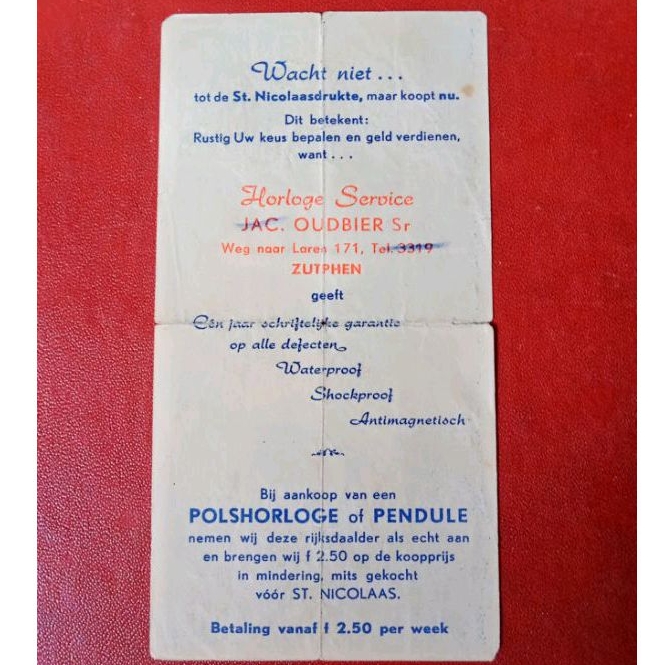 Wacht niet...
tot de St. Nicolaasdrukte, maar koopt nu.
Dit betekent:
Rustig Uw keus bepalen en geld verdienen,
want...
Horloge Service
JAC. OUDBIER Sr
Weg naar Laren 171, Tel. 3319
ZUTPHEN
geeft
Eén jaar schriftelijke garantie
op alle defecten
Waterproof
Shockproof
Antimagnetisch
Bij aankoop van een
POLSHORLOGE of PENDULE
nemen wij deze rijksdaalder als echt aan
en brengen wij f 2.50 op de koopprijs
in mindering, mits gekocht
vóór ST. NICOLAAS.
Betaling vanaf f 2.50 per week